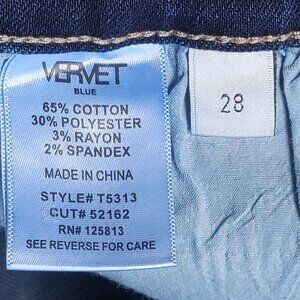 VERVET
BLUE
65% COTTON
30% POLYESTER
3% RAYON
2% SPANDEX
MADE IN CHINA
STYLE# T5313
CUT# 52162
RN# 125813
SEE REVERSE FOR CARE
28